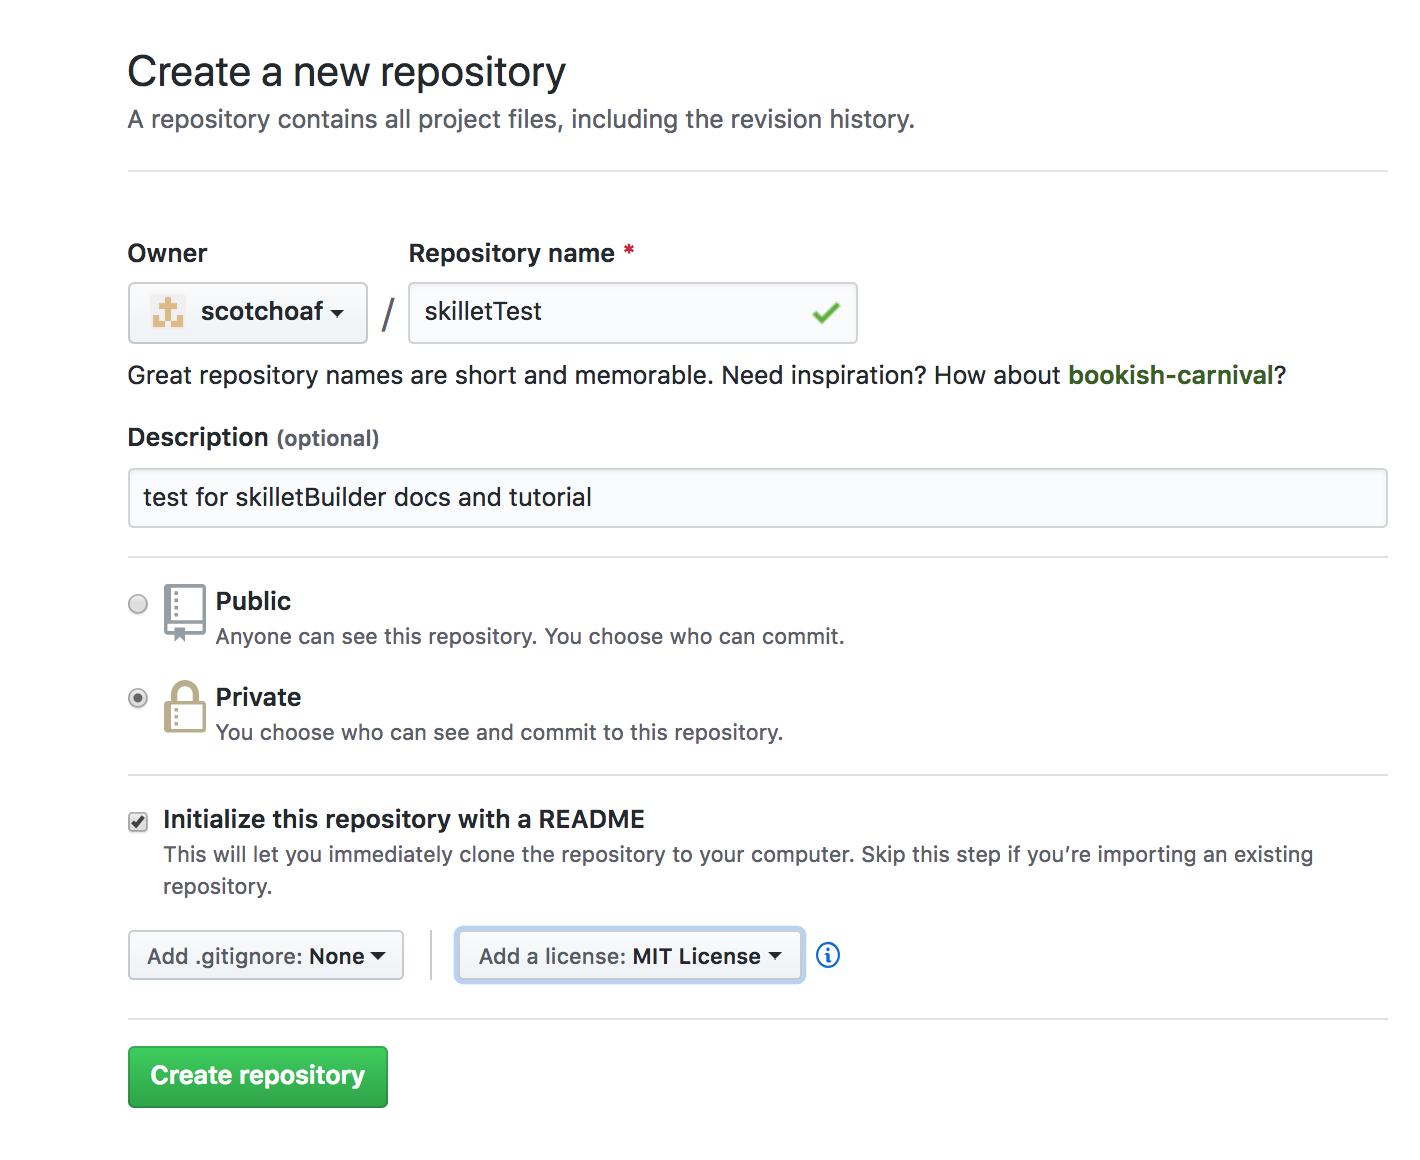 Create a new repository
A repository contains all project files, including the revision history.
Owner Repository name *
scotchoaf / skilletTest
Great repository names are short and memorable. Need inspiration? How about bookish-carnival?
Description (optional)
test for skilletBuilder docs and tutorial
Public
Anyone can see this repository. You choose who can commit.
Private
You choose who can see and commit to this repository.
Initialize this repository with a README
This will let you immediately clone the repository to your computer. Skip this step if you’re importing an existing
repository.
Add .gitignore: None Add a license: MIT License
Create repository